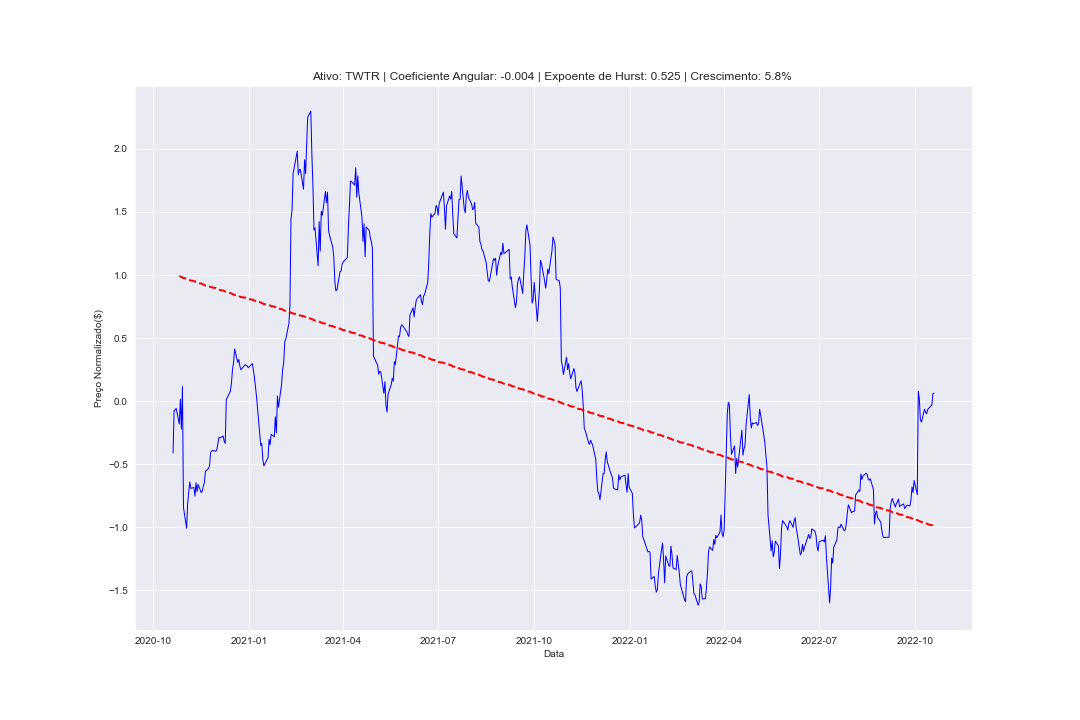 Ativo: TWTR | Coeficiente Angular: -0.004 | Expoente de Hurst: 0.525 | Crescimento: 5.8%
Preço Normalizado($)
2.0
1.5
1.0
0.5
0.0
−0.5
−1.0
−1.5
2020-10 2021-01 2021-04 2021-07 2021-10 2022-01 2022-04 2022-07 2022-10
Data